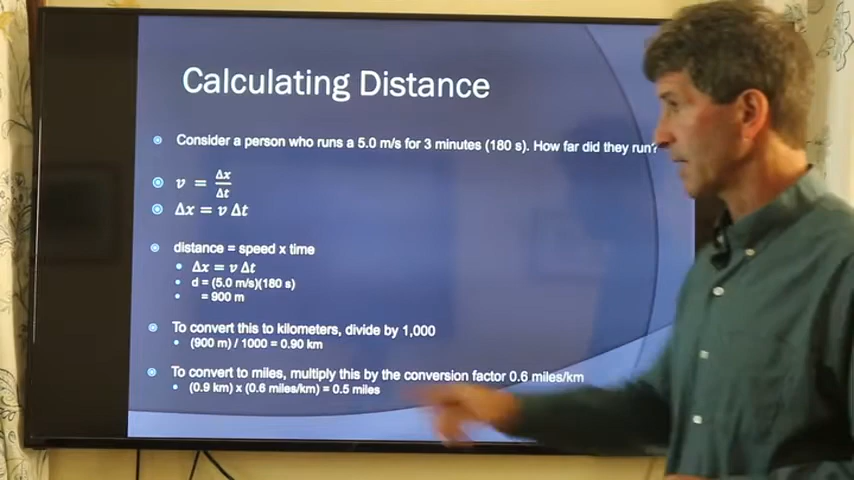 Calculating Distance
Consider a person who runs a 5.0 m/s for 3 minutes (180 s). How far did they run?
v = Δx/Δt
Δx = v Δt
distance = speed x time
Δx = v Δt
d = (5.0 m/s)(180 s)
= 900 m
To convert this to kilometers, divide by 1,000
(900 m) / 1000 = 0.90 km
To convert to miles, multiply this by the conversion factor 0.6 miles/km
(0.9 km) x (0.6 miles/km) = 0.5 miles